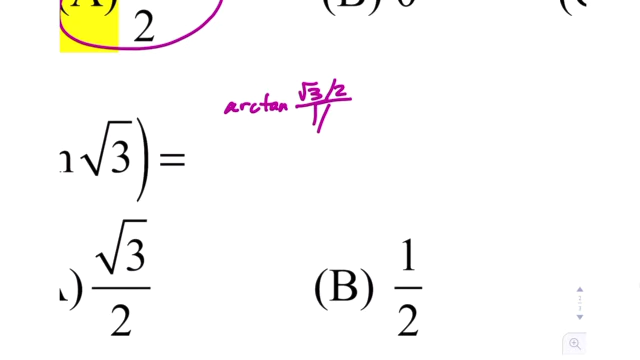 (A) /2 (B) 0 (
arctan √3/2 / 1/
n √3) =
A) √3/2 (B) 1/2